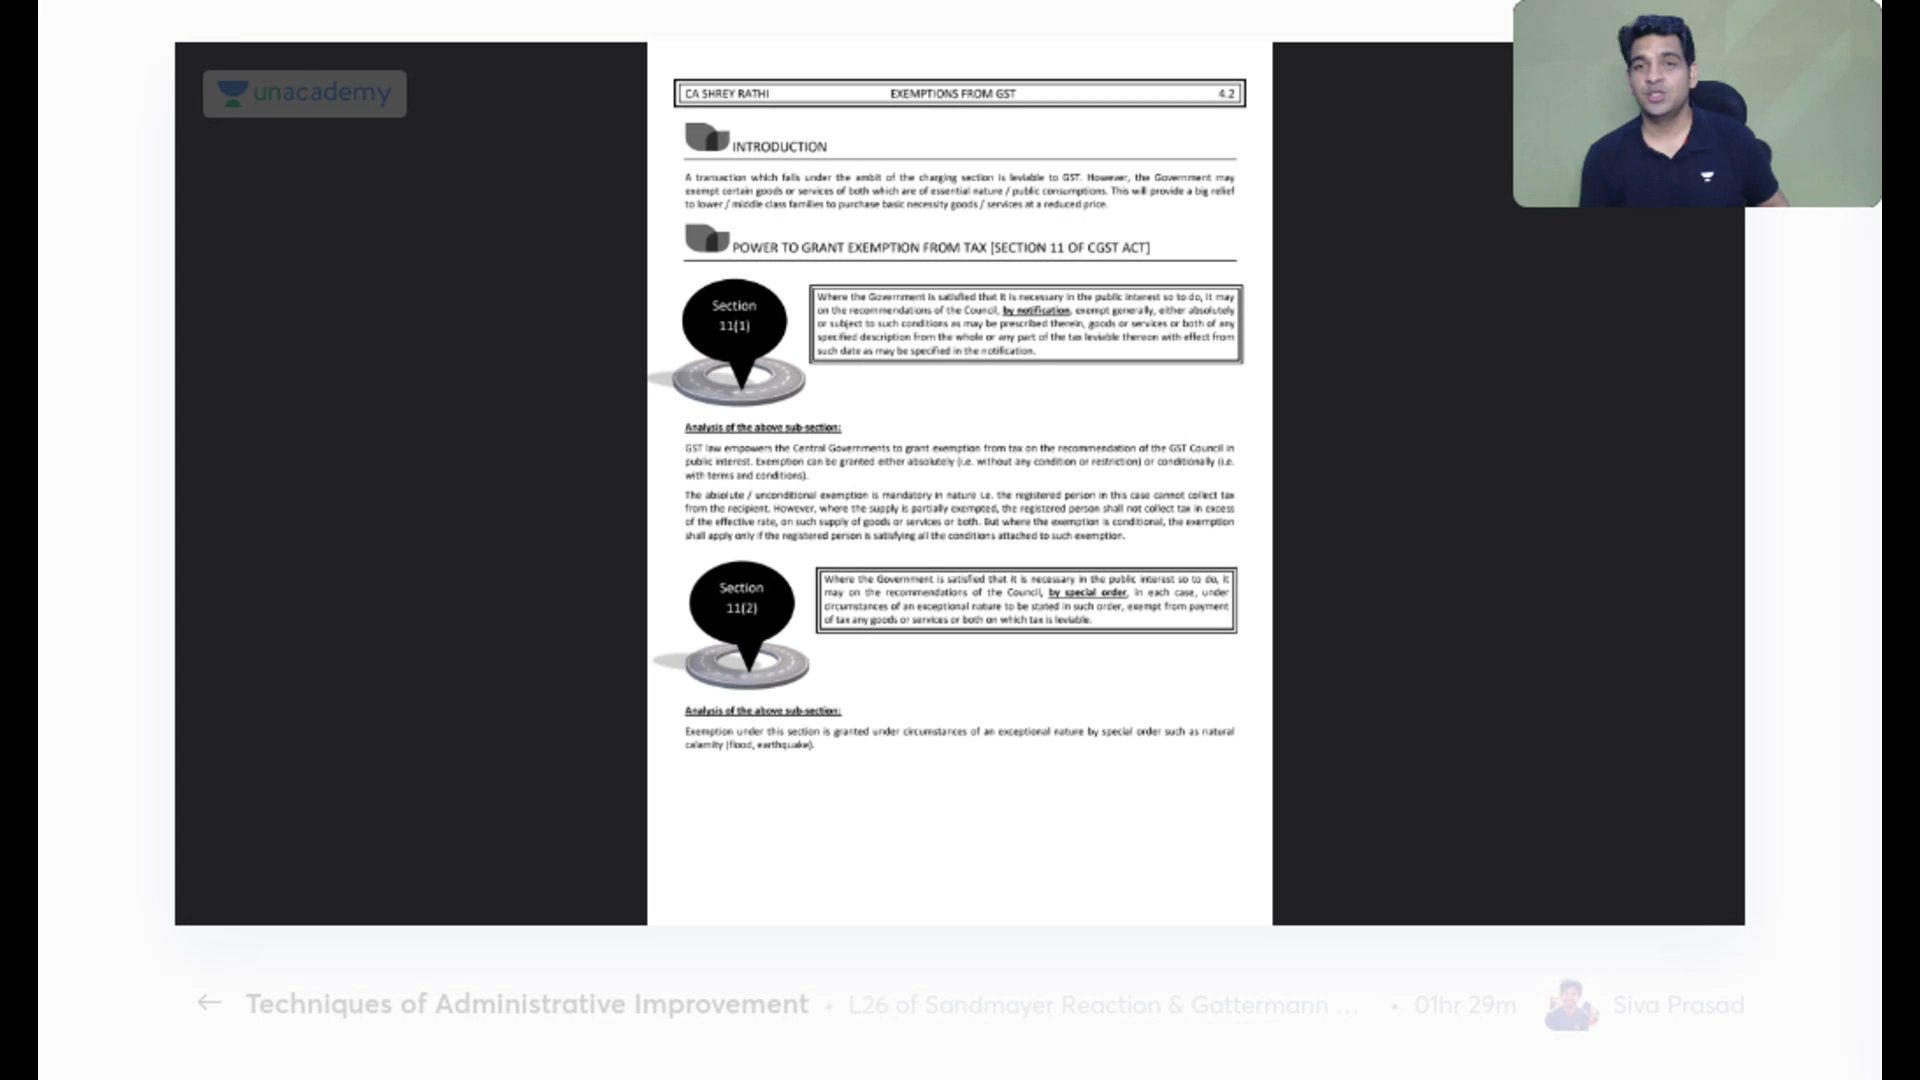 unacademy
CA SHREY RATHI EXEMPTIONS FROM GST 4.2
INTRODUCTION
A transaction which falls under the ambit of the charging section is leviable to GST. However, the Government may
exempt certain goods or services of both which are of essential nature / public consumptions. This will provide a big relief
to lower / middle class families to purchase basic necessity goods / services at a reduced price.
POWER TO GRANT EXEMPTION FROM TAX [SECTION 11 OF CGST ACT]
Section
11(1)
Where the Government is satisfied that it is necessary in the public interest so to do, it may
on the recommendations of the Council, by notification, exempt generally, either absolutely
or subject to such conditions as may be prescribed therein, goods or services or both of any
specified description from the whole or any part of the tax leviable thereon with effect from
such date as may be specified in the notification.
Analysis of the above sub-section:
GST law empowers the Central Governments to grant exemption from tax on the recommendation of the GST Council in
public interest. Exemption can be granted either absolutely (i.e. without any condition or restriction) or conditionally (i.e.
with terms and conditions).
The absolute / unconditional exemption is mandatory in nature i.e. the registered person in this case cannot collect tax
from the recipient. However, where the supply is partially exempted, the registered person shall not collect tax in excess
of the effective rate, on such supply of goods or services or both. But where the exemption is conditional, the exemption
shall apply only if the registered person is satisfying all the conditions attached to such exemption.
Section
11(2)
Where the Government is satisfied that it is necessary in the public interest so to do, it
may on the recommendations of the Council, by special order, in each case, under
circumstances of an exceptional nature to be stated in such order, exempt from payment
of tax any goods or services or both on which tax is leviable.
Analysis of the above sub-section:
Exemption under this section is granted under circumstances of an exceptional nature by special order such as natural
calamity (flood, earthquake).
Techniques of Administrative Improvement • L26 of Sandmayer Reaction & Gattermann ... • 01hr 29m Siva Prasad